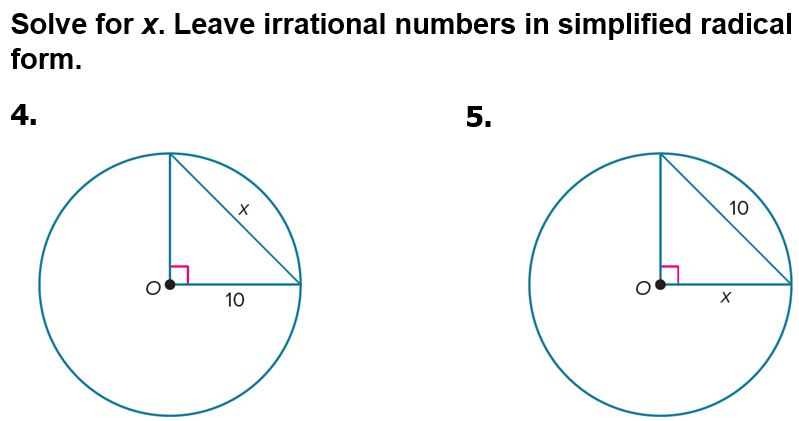 Solve for x. Leave irrational numbers in simplified radical
form.
4.
5.
x
O
10
10
O
x